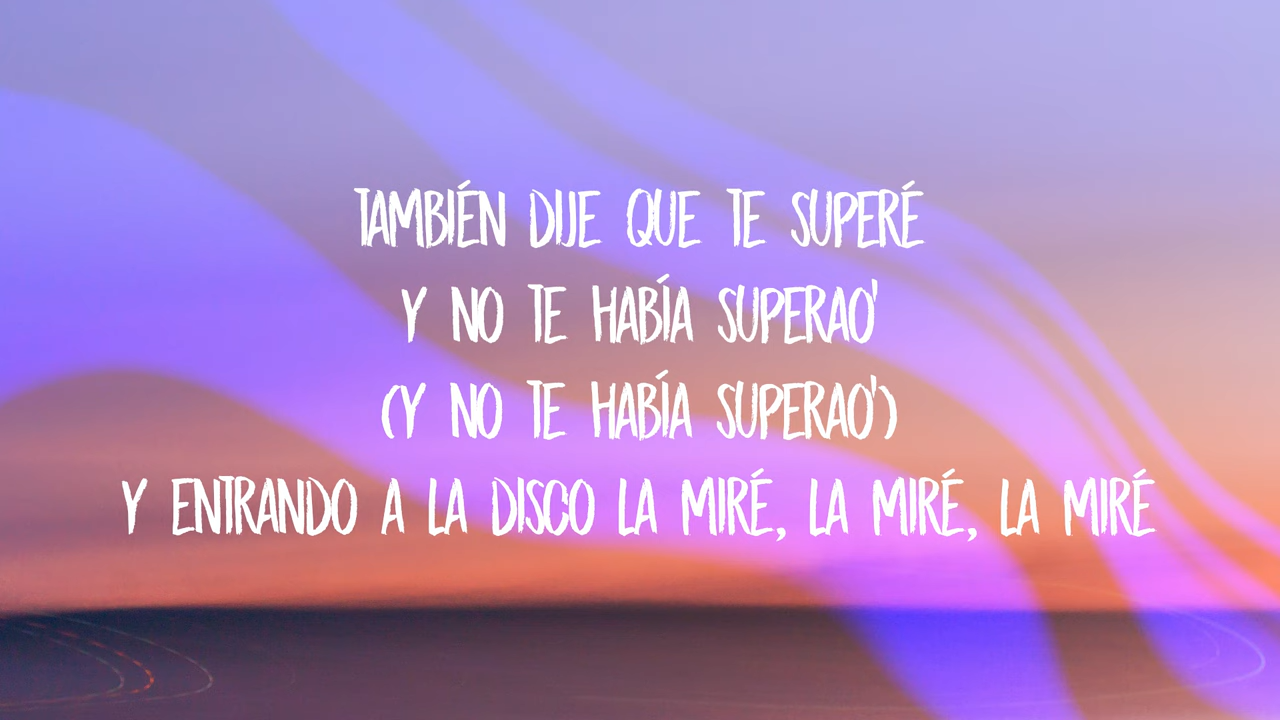 TAMBIÉN DIJE QUE TE SUPERÉ
Y NO TE HABÍA SUPERAO'
(Y NO TE HABÍA SUPERAO')
Y ENTRANDO A LA DISCO LA MIRÉ, LA MIRÉ, LA MIRÉ